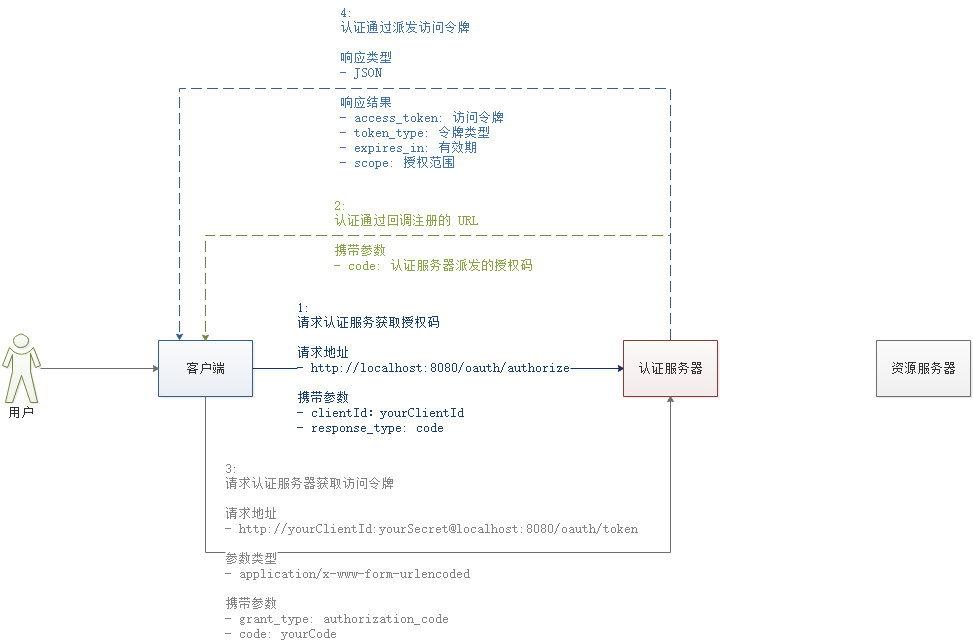 4:
认证通过派发访问令牌
响应类型
- JSON
响应结果
- access_token: 访问令牌
- token_type: 令牌类型
- expires_in: 有效期
- scope: 授权范围
2:
认证通过回调注册的 URL
携带参数
- code: 认证服务器派发的授权码
1:
请求认证服务获取授权码
请求地址
- http://localhost:8080/oauth/authorize
携带参数
- clientId: yourClientId
- response_type: code
用户
客户端
认证服务器
资源服务器
3:
请求认证服务器获取访问令牌
请求地址
- http://yourClientId:yourSecret@localhost:8080/oauth/token
参数类型
- application/x-www-form-urlencoded
携带参数
- grant_type: authorization_code
- code: yourCode